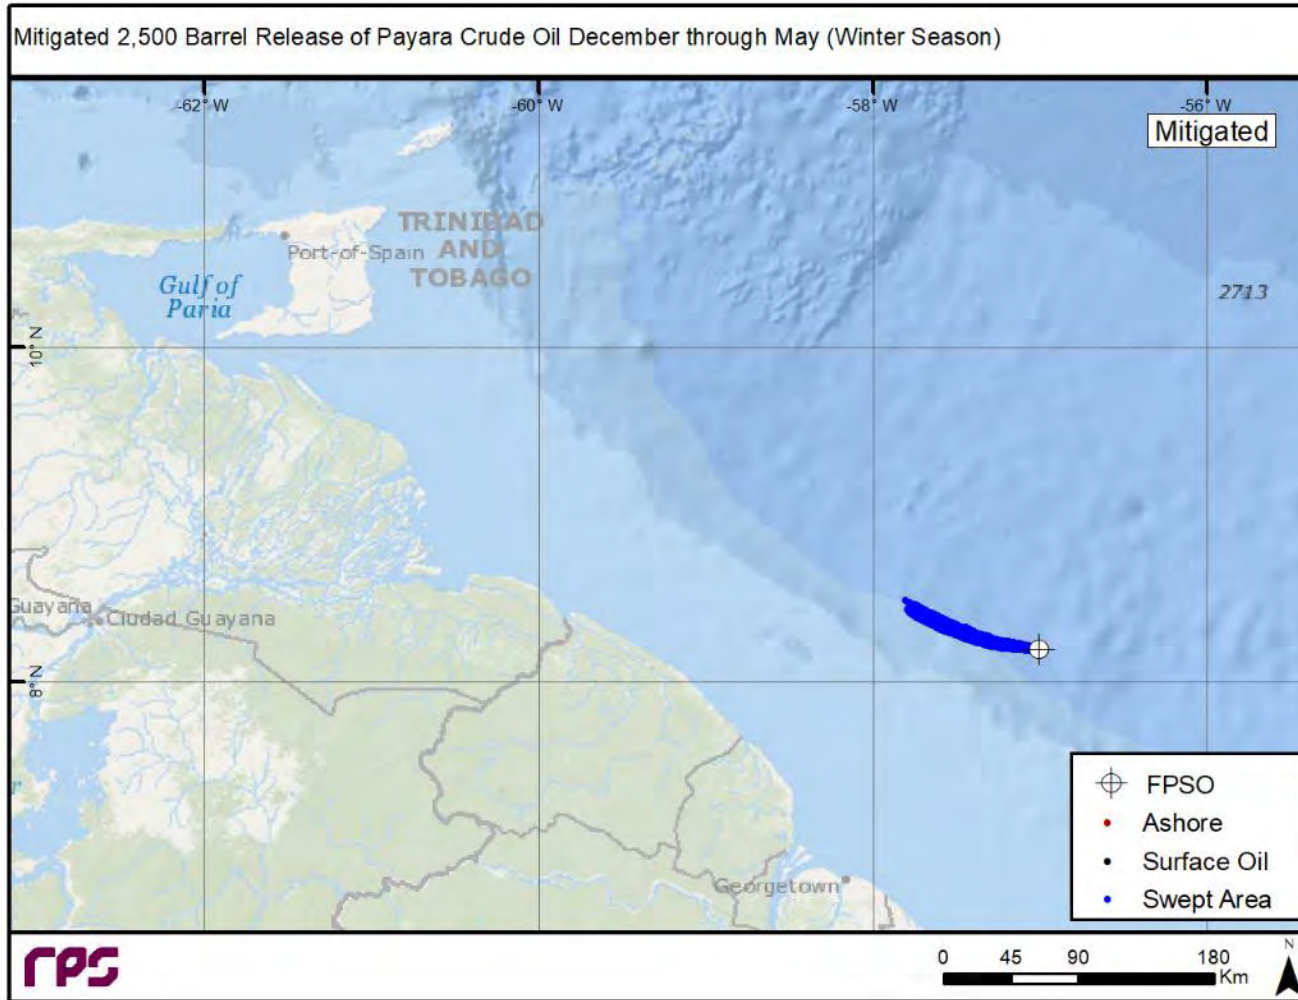 Mitigated 2,500 Barrel Release of Payara Crude Oil December through May (Winter Season)
-62° W
-60° W
-58° W
-56° W
Mitigated
TRINIDAD
AND
TOBAGO
Port-of-Spain
Gulf of
Paria
2713
10° N
Guayana
Ciudad Guayana
8° N
Georgetown
FPSO
Ashore
Surface Oil
Swept Area
rps
0 45 90 180
Km
N